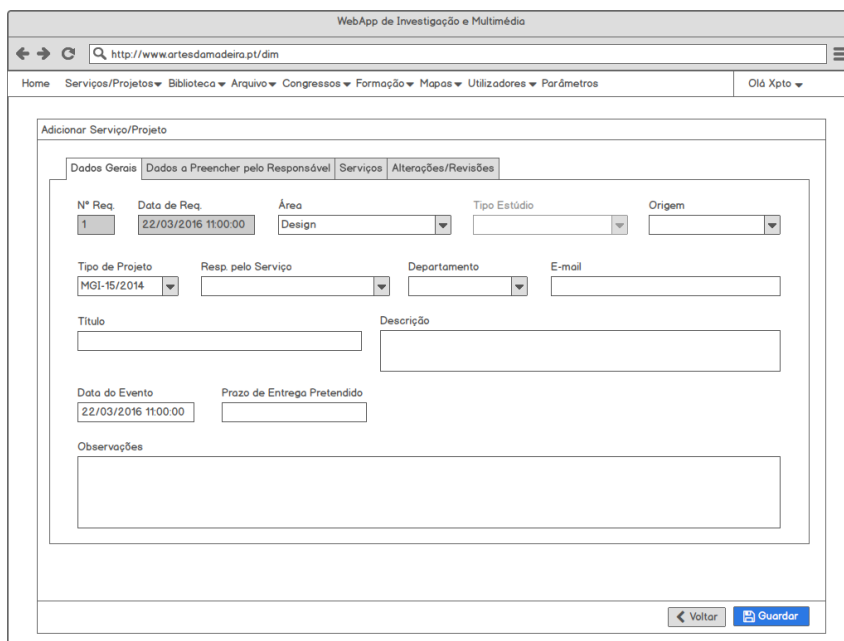 WebApp de Investigação e Multimédia
http://www.artesdamadeira.pt/dim
Home Serviços/Projetos Biblioteca Arquivo Congressos Formação Mapas Utilizadores Parâmetros Olá Xpto
Adicionar Serviço/Projeto
Dados Gerais Dados a Preencher pelo Responsável Serviços Alterações/Revisões
Nº Req. Data de Req. Área Tipo Estúdio Origem
1 22/03/2016 11:00:00 Design
Tipo de Projeto Resp. pelo Serviço Departamento E-mail
MGI-15/2014
Título Descrição
Data do Evento Prazo de Entrega Pretendido
22/03/2016 11:00:00
Observações
Voltar Guardar